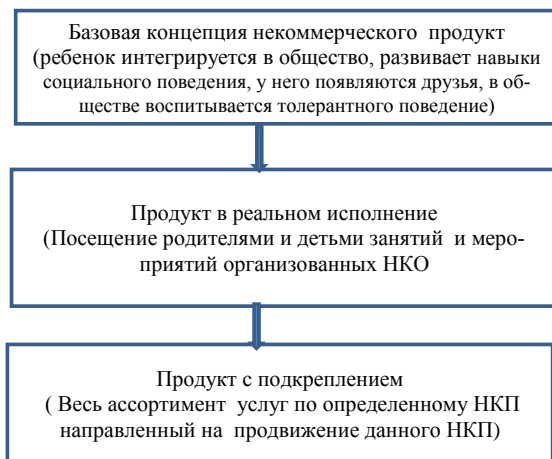 Базовая концепция некоммерческого продукт
(ребенок интегрируется в общество, развивает навыки
социального поведения, у него появляются друзья, в об-
ществе воспитывается толерантного поведение)
Продукт в реальном исполнение
(Посещение родителями и детьми занятий и меро-
приятий организованных НКО
Продукт с подкреплением
( Весь ассортимент услуг по определенному НКП
направленный на продвижение данного НКП)